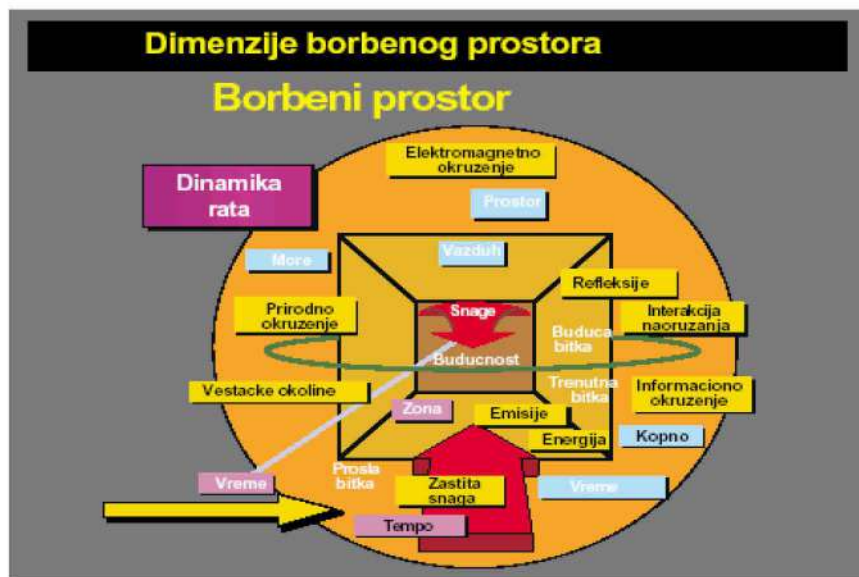 Dimenzije borbenog prostora
Borbeni prostor
Elektromagnetno
okruzenje
Dinamika
rata
Prostor
More
Vazduh
Refleksije
Prirodno
okruzenje
Snage
Interakcija
naoruzanja
Buduca
bitka
Buducnost
Trenutna
bitka
Informaciono
okruzenje
Vestacke okoline
Zona
Emisije
Energija
Kopno
Prosla
bitka
Vreme
Zastita
snaga
Vreme
Tempo